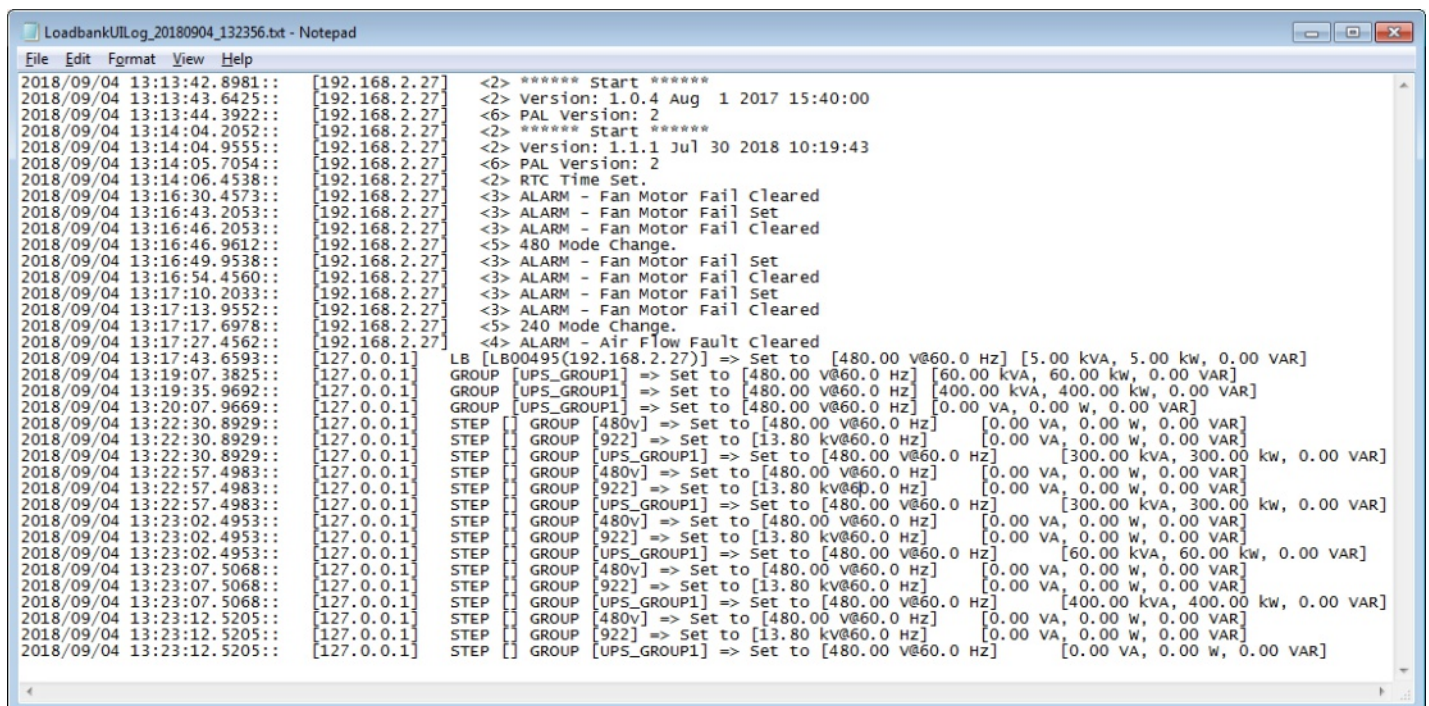 LoadbankUILog_20180904_132356.txt - Notepad
File Edit Format View Help
2018/09/04 13:13:42.8981:: [192.168.2.27] <2> ****** Start ******
2018/09/04 13:13:43.6425:: [192.168.2.27] <2> Version: 1.0.4 Aug 1 2017 15:40:00
2018/09/04 13:13:44.3922:: [192.168.2.27] <6> PAL Version: 2
2018/09/04 13:14:04.2052:: [192.168.2.27] <2> ****** Start ******
2018/09/04 13:14:04.9555:: [192.168.2.27] <2> Version: 1.1.1 Jul 30 2018 10:19:43
2018/09/04 13:14:05.7054:: [192.168.2.27] <6> PAL Version: 2
2018/09/04 13:14:06.4538:: [192.168.2.27] <2> RTC Time Set.
2018/09/04 13:16:30.4573:: [192.168.2.27] <3> ALARM - Fan Motor Fail Cleared
2018/09/04 13:16:43.2053:: [192.168.2.27] <3> ALARM - Fan Motor Fail Set
2018/09/04 13:16:46.2053:: [192.168.2.27] <3> ALARM - Fan Motor Fail Cleared
2018/09/04 13:16:46.9612:: [192.168.2.27] <5> 480 Mode Change.
2018/09/04 13:16:49.9538:: [192.168.2.27] <3> ALARM - Fan Motor Fail Set
2018/09/04 13:16:54.4560:: [192.168.2.27] <3> ALARM - Fan Motor Fail Cleared
2018/09/04 13:17:10.2033:: [192.168.2.27] <3> ALARM - Fan Motor Fail Set
2018/09/04 13:17:13.9552:: [192.168.2.27] <3> ALARM - Fan Motor Fail Cleared
2018/09/04 13:17:17.6978:: [192.168.2.27] <5> 240 Mode Change.
2018/09/04 13:17:27.4562:: [192.168.2.27] <4> ALARM - Air Flow Fault Cleared
2018/09/04 13:17:43.6593:: [127.0.0.1] LB [LB00495(192.168.2.27)] => Set to [480.00 V@60.0 Hz] [5.00 kVA, 5.00 kW, 0.00 VAR]
2018/09/04 13:19:07.3825:: [127.0.0.1] GROUP [UPS_GROUP1] => Set to [480.00 V@60.0 Hz] [60.00 kVA, 60.00 kW, 0.00 VAR]
2018/09/04 13:19:35.9692:: [127.0.0.1] GROUP [UPS_GROUP1] => Set to [480.00 V@60.0 Hz] [400.00 kVA, 400.00 kW, 0.00 VAR]
2018/09/04 13:20:07.9669:: [127.0.0.1] GROUP [UPS_GROUP1] => Set to [480.00 V@60.0 Hz] [0.00 VA, 0.00 W, 0.00 VAR]
2018/09/04 13:22:30.8929:: [127.0.0.1] STEP [] GROUP [480v] => Set to [480.00 V@60.0 Hz] [0.00 VA, 0.00 W, 0.00 VAR]
2018/09/04 13:22:30.8929:: [127.0.0.1] STEP [] GROUP [922] => Set to [13.80 kV@60.0 Hz] [0.00 VA, 0.00 W, 0.00 VAR]
2018/09/04 13:22:30.8929:: [127.0.0.1] STEP [] GROUP [UPS_GROUP1] => Set to [480.00 V@60.0 Hz] [300.00 kVA, 300.00 kW, 0.00 VAR]
2018/09/04 13:22:57.4983:: [127.0.0.1] STEP [] GROUP [480v] => Set to [480.00 V@60.0 Hz] [0.00 VA, 0.00 W, 0.00 VAR]
2018/09/04 13:22:57.4983:: [127.0.0.1] STEP [] GROUP [922] => Set to [13.80 kV@60.0 Hz] [0.00 VA, 0.00 W, 0.00 VAR]
2018/09/04 13:22:57.4983:: [127.0.0.1] STEP [] GROUP [UPS_GROUP1] => Set to [480.00 V@60.0 Hz] [300.00 kVA, 300.00 kW, 0.00 VAR]
2018/09/04 13:23:02.4953:: [127.0.0.1] STEP [] GROUP [480v] => Set to [480.00 V@60.0 Hz] [0.00 VA, 0.00 W, 0.00 VAR]
2018/09/04 13:23:02.4953:: [127.0.0.1] STEP [] GROUP [922] => Set to [13.80 kV@60.0 Hz] [0.00 VA, 0.00 W, 0.00 VAR]
2018/09/04 13:23:02.4953:: [127.0.0.1] STEP [] GROUP [UPS_GROUP1] => Set to [480.00 V@60.0 Hz] [60.00 kVA, 60.00 kW, 0.00 VAR]
2018/09/04 13:23:07.5068:: [127.0.0.1] STEP [] GROUP [480v] => Set to [480.00 V@60.0 Hz] [0.00 VA, 0.00 W, 0.00 VAR]
2018/09/04 13:23:07.5068:: [127.0.0.1] STEP [] GROUP [922] => Set to [13.80 kV@60.0 Hz] [0.00 VA, 0.00 W, 0.00 VAR]
2018/09/04 13:23:07.5068:: [127.0.0.1] STEP [] GROUP [UPS_GROUP1] => Set to [480.00 V@60.0 Hz] [400.00 kVA, 400.00 kW, 0.00 VAR]
2018/09/04 13:23:12.5205:: [127.0.0.1] STEP [] GROUP [480v] => Set to [480.00 V@60.0 Hz] [0.00 VA, 0.00 W, 0.00 VAR]
2018/09/04 13:23:12.5205:: [127.0.0.1] STEP [] GROUP [922] => Set to [13.80 kV@60.0 Hz] [0.00 VA, 0.00 W, 0.00 VAR]
2018/09/04 13:23:12.5205:: [127.0.0.1] STEP [] GROUP [UPS_GROUP1] => Set to [480.00 V@60.0 Hz] [0.00 VA, 0.00 W, 0.00 VAR]